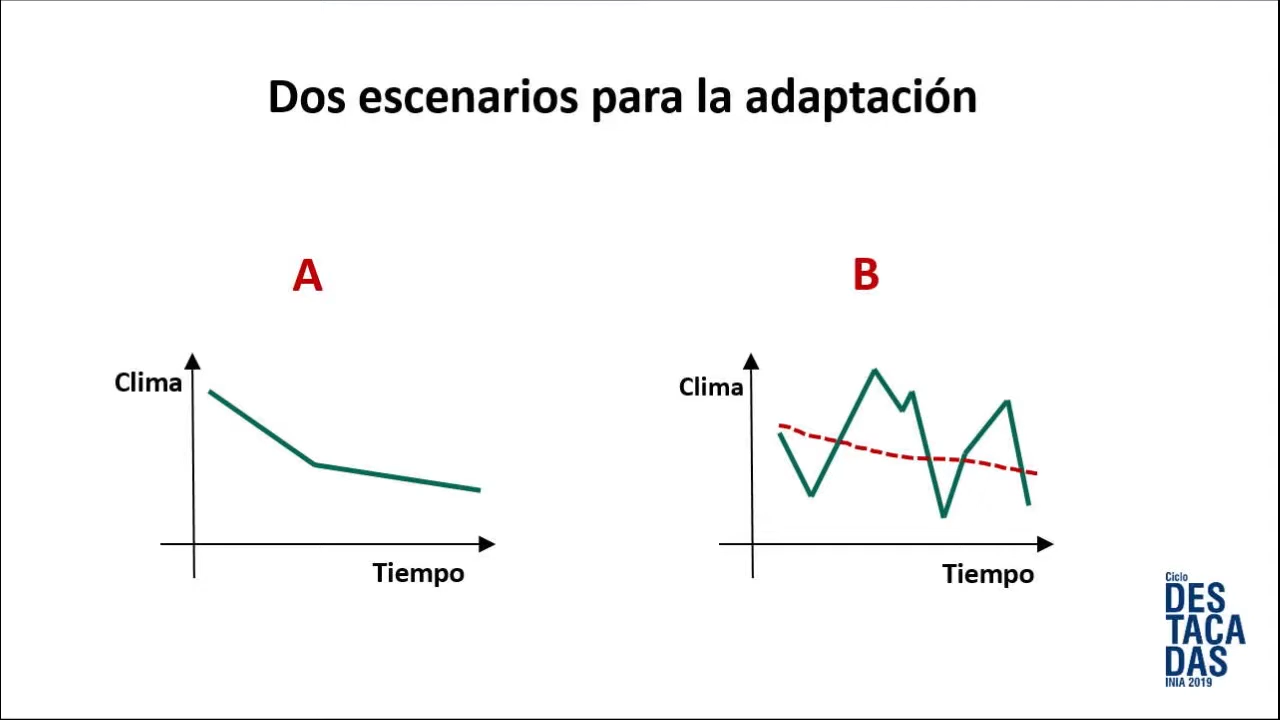 Dos escenarios para la adaptación
A
B
Clima
Clima
Tiempo
Tiempo
Ciclo
DES
TACA
DAS
INIA 2019